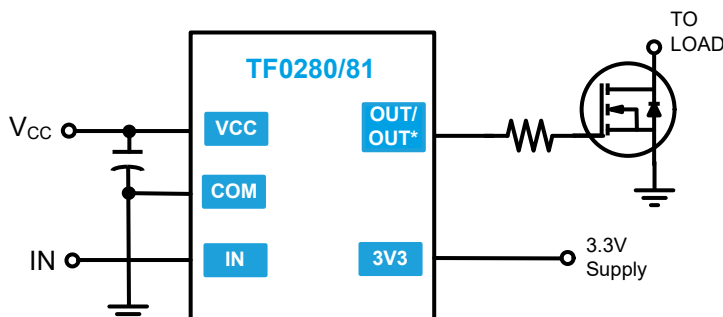 TO
LOAD
TF0280/81
VCC
VCC
OUT/
OUT*
COM
IN
IN
3V3
3.3V
Supply